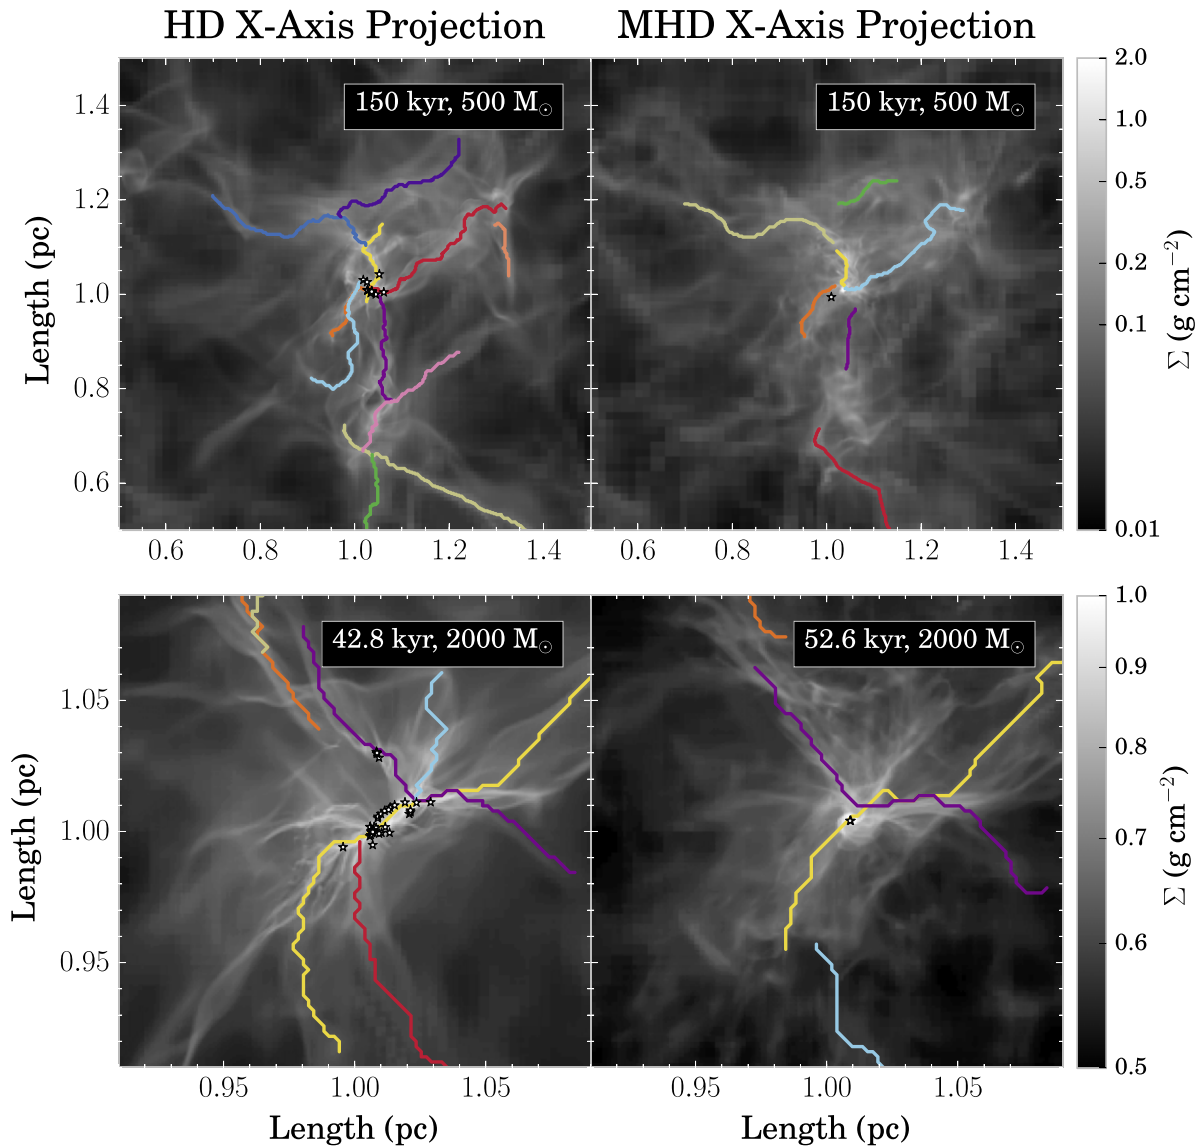 HD X-Axis Projection
MHD X-Axis Projection
150 kyr, 500 M☉
150 kyr, 500 M☉
Length (pc)
1.4
1.2
1.0
0.8
0.6
0.6 0.8 1.0 1.2 1.4
0.6 0.8 1.0 1.2 1.4
2.0
1.0
0.5
0.2
0.1
0.01
Σ (g cm⁻²)
42.8 kyr, 2000 M☉
52.6 kyr, 2000 M☉
Length (pc)
1.05
1.00
0.95
0.95 1.00 1.05
0.95 1.00 1.05
Length (pc)
Length (pc)
1.0
0.9
0.8
0.7
0.6
0.5
Σ (g cm⁻²)